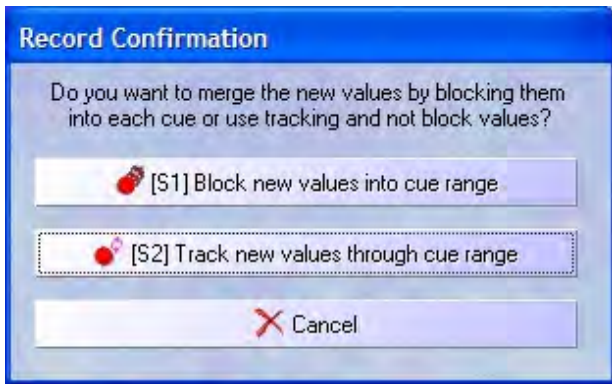 Record Confirmation
Do you want to merge the new values by blocking them
into each cue or use tracking and not block values?
[S1] Block new values into cue range
[S2] Track new values through cue range
Cancel